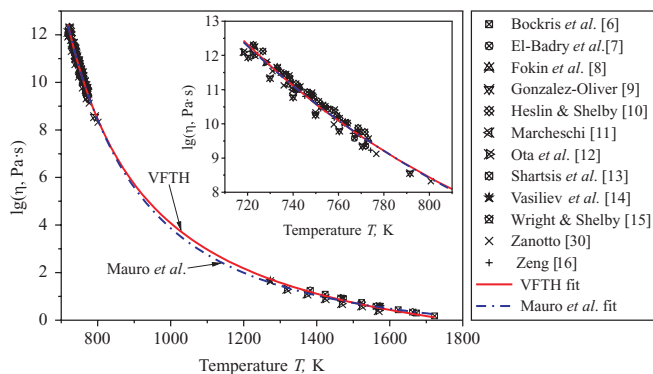 lg(η, Pa·s)
12
10
8
6
4
2
0
800
1000
1200
1400
1600
1800
Temperature T, K
VFTH
Mauro et al.
lg(η, Pa·s)
13
12
11
10
9
8
720
740
760
780
800
Temperature T, K
Bockris et al. [6]
El-Badry et al.[7]
Fokin et al. [8]
Gonzalez-Oliver [9]
Heslin & Shelby [10]
Marcheschi [11]
Ota et al. [12]
Shartsis et al. [13]
Vasiliev et al. [14]
Wright & Shelby [15]
Zanotto [30]
Zeng [16]
VFTH fit
Mauro et al. fit